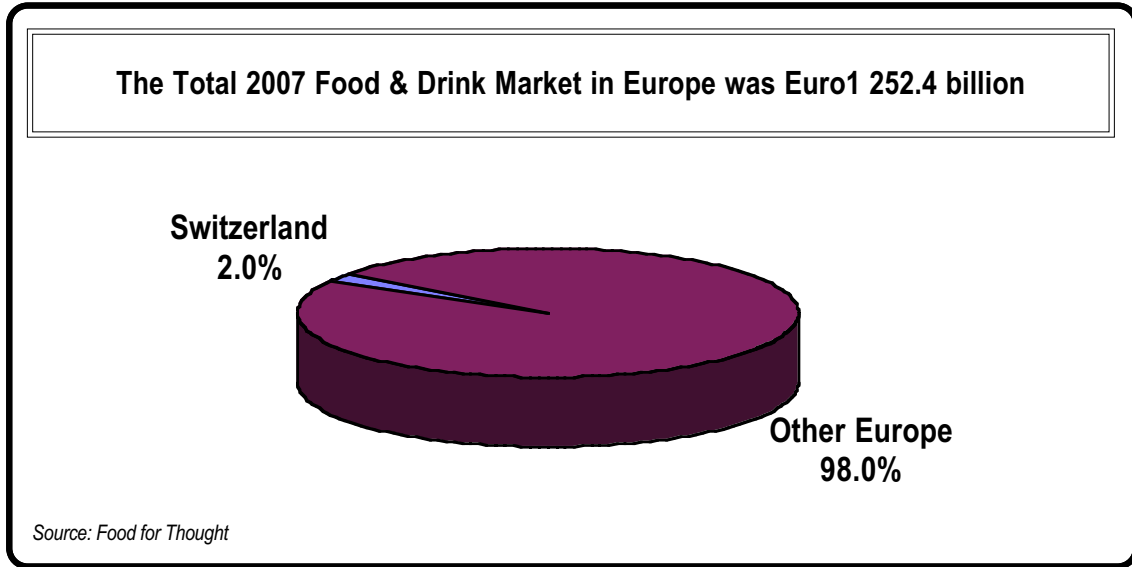 The Total 2007 Food & Drink Market in Europe was Euro1 252.4 billion
Switzerland
2.0%
Other Europe
98.0%
Source: Food for Thought